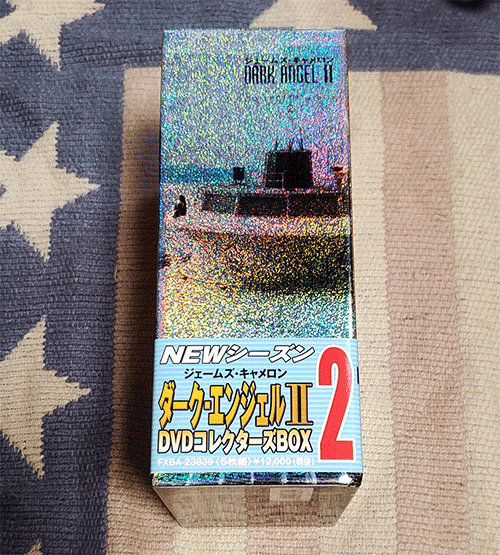 ジェームズ・キャメロン
DARK ANGEL II
NEWシーズン
ジェームズ・キャメロン
ダーク・エンジェルII
DVDコレクターズBOX
2
FXBA-23839〈5枚組〉¥12,000(税抜)